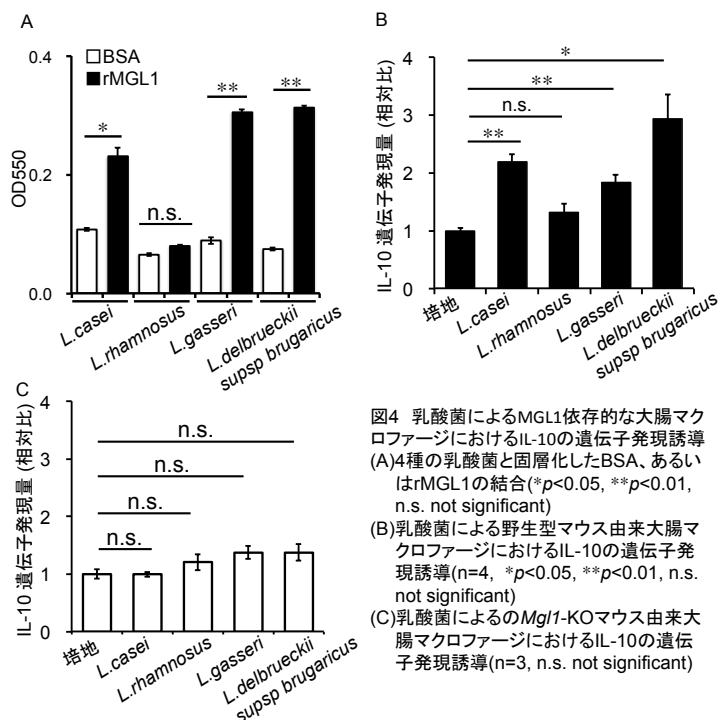 A
BSA
rMGL1
0.4
0.2
0.0
OD550
*
n.s.
**
**
L.casei
L.rhamnosus
L.gasseri
L.delbrueckii
supsp brugaricus
B
IL-10 遺伝子発現量 (相対比)
4
3
2
1
0
*
**
n.s.
**
培地
L.casei
L.rhamnosus
L.gasseri
L.delbrueckii
supsp brugaricus
C
IL-10 遺伝子発現量 (相対比)
4
3
2
1
0
n.s.
n.s.
n.s.
n.s.
培地
L.casei
L.rhamnosus
L.gasseri
L.delbrueckii
supsp brugaricus
図4 乳酸菌によるMGL1依存的な大腸マク
ロファージにおけるIL-10の遺伝子発現誘導
(A)4種の乳酸菌と固層化したBSA、あるい
はrMGL1の結合(*p<0.05, **p<0.01,
n.s. not significant)
(B)乳酸菌による野生型マウス由来大腸マ
クロファージにおけるIL-10の遺伝子発
現誘導(n=4, *p<0.05, **p<0.01, n.s.
not significant)
(C)乳酸菌によるのMgl1-KOマウス由来大
腸マクロファージにおけるIL-10の遺伝
子発現誘導(n=3, n.s. not significant)